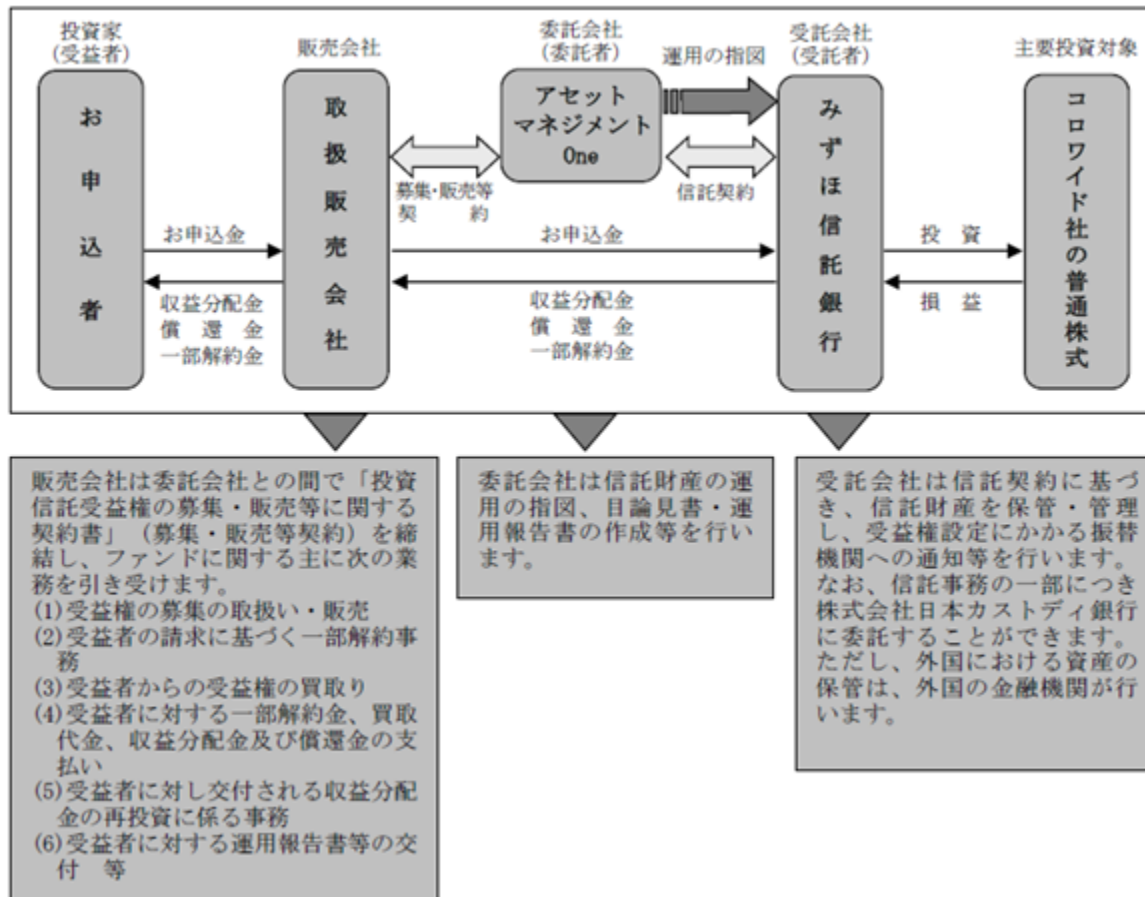 投資家
(受益者)
販売会社
委託会社
(委託者)
運用の指図
受託会社
(受託者)
主要投資対象
お申込者
取扱販売会社
アセット
マネジメント
One
みずほ信託銀行
コロワイド社の普通株式
募集・販売等
契　約
信託契約
お申込金
お申込金
投　資
収益分配金
償　還　金
一部解約金
収益分配金
償　還　金
一部解約金
損　益
販売会社は委託会社との間で「投資
信託受益権の募集・販売等に関する
契約書」（募集・販売等契約）を締
結し、ファンドに関する主に次の業
務を引き受けます。
(1)受益権の募集の取扱い・販売
(2)受益者の請求に基づく一部解約事
務
(3)受益者からの受益権の買取り
(4)受益者に対する一部解約金、買取
代金、収益分配金及び償還金の支
払い
(5)受益者に対し交付される収益分配
金の再投資に係る事務
(6)受益者に対する運用報告書等の交
付　等
委託会社は信託財産の運
用の指図、目論見書・運
用報告書の作成等を行い
ます。
受託会社は信託契約に基づ
き、信託財産を保管・管理
し、受益権設定にかかる振替
機関への通知等を行います。
なお、信託事務の一部につき
株式会社日本カストディ銀行
に委託することができます。
ただし、外国における資産の
保管は、外国の金融機関が行
います。